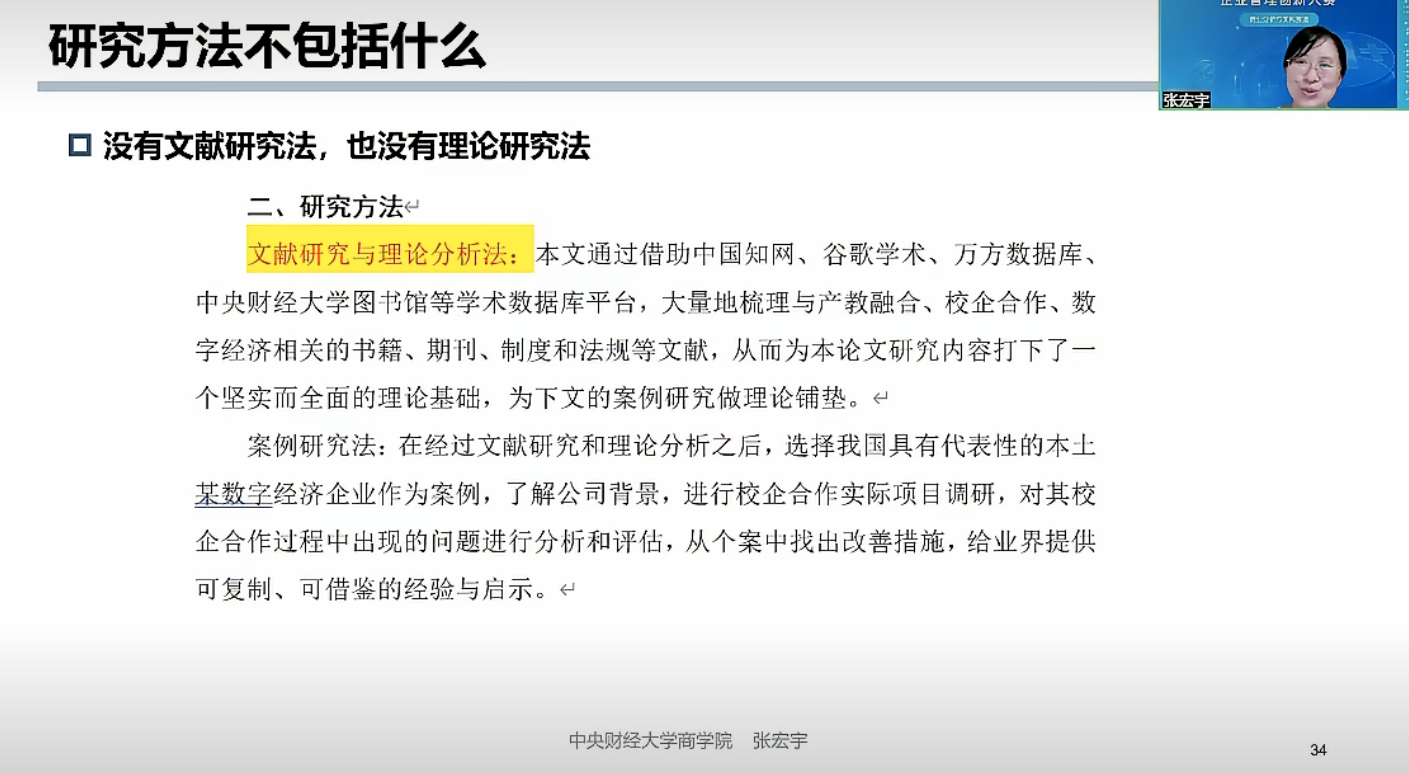 研究方法不包括什么
企业管理创新大赛
张宏宇
没有文献研究法，也没有理论研究法
二、研究方法
文献研究与理论分析法：本文通过借助中国知网、谷歌学术、万方数据库、
中央财经大学图书馆等学术数据库平台，大量地梳理与产教融合、校企合作、数
字经济相关的书籍、期刊、制度和法规等文献，从而为本论文研究内容打下了一
个坚实而全面的理论基础，为下文的案例研究做理论铺垫。
案例研究法：在经过文献研究和理论分析之后，选择我国具有代表性的本土
某数字经济企业作为案例，了解公司背景，进行校企合作实际项目调研，对其校
企合作过程中出现的问题进行分析和评估，从个案中找出改善措施，给业界提供
可复制、可借鉴的经验与启示。
中央财经大学商学院 张宏宇
34